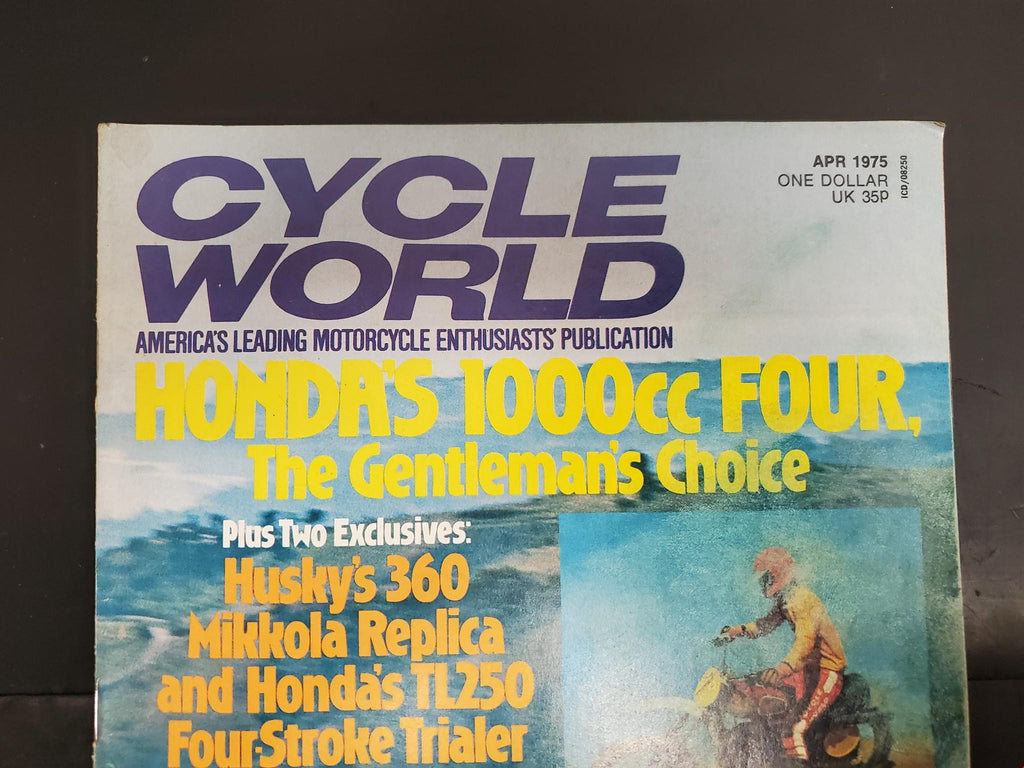 CYCLE
WORLD
AMERICA'S LEADING MOTORCYCLE ENTHUSIASTS' PUBLICATION
APR 1975
ONE DOLLAR
UK 35p
ICD/08250
HONDA'S 1000cc FOUR,
The Gentleman's Choice
Plus Two Exclusives:
Husky's 360
Mikkola Replica
and Honda's TL250
Four-Stroke Trialer